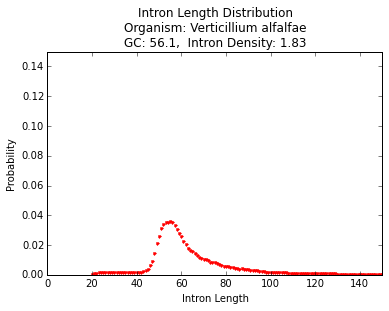 Intron Length Distribution
Organism: Verticillium alfalfae
GC: 56.1,  Intron Density: 1.83
0.14
0.12
0.10
0.08
0.06
0.04
0.02
0.00
Probability
0 20 40 60 80 100 120 140
Intron Length